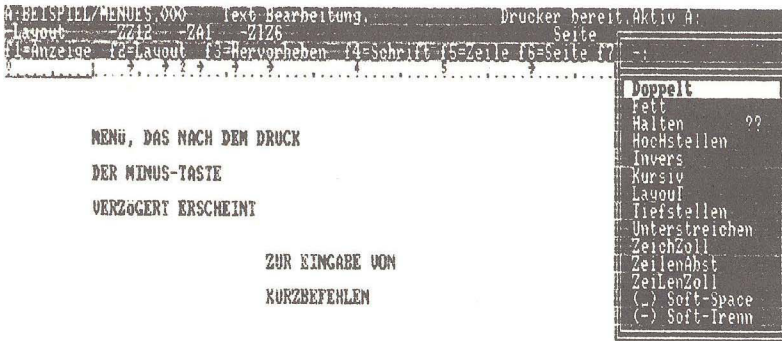 A:BEISPIEL/MENUES.000 Text Bearbeitung. Drucker bereit.Aktiv A:
-Layout- -ZZ12- -ZA1 -Z1Z6 Seite
f1=Anzeige f2=Layout f3=Hervorheben f4=Schrift f5=Zeile f6=Seite f7
-:
MENÜ, DAS NACH DEM DRUCK
DER MINUS-TASTE
VERZÖGERT ERSCHEINT
ZUR EINGABE VON
KURZBEFEHLEN
Doppelt
Fett
Halten ??
HocHstellen
Invers
Kursiv
LayouT
Tiefstellen
Unterstreichen
ZeichZoll
ZeilenAbst
ZeiLenZoll
(_) Soft-Space
(-) Soft-Trenn